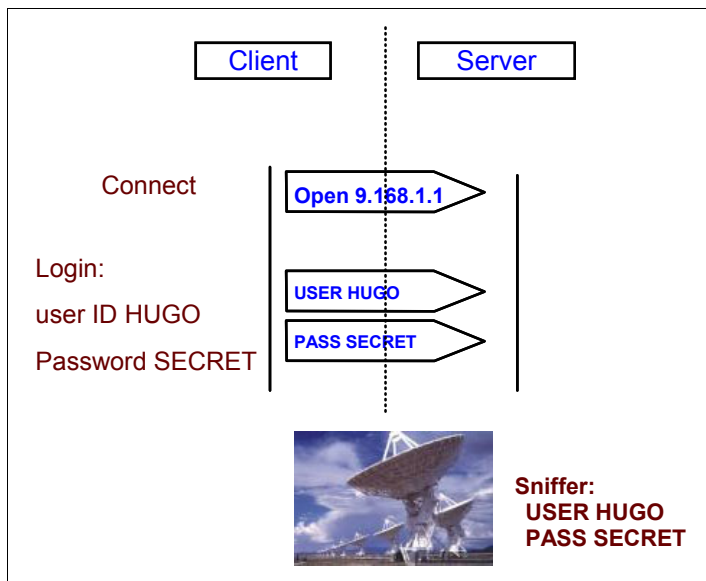 Client
Server
Connect
Open 9.168.1.1
Login:
user ID HUGO
Password SECRET
USER HUGO
PASS SECRET
Sniffer:
USER HUGO
PASS SECRET